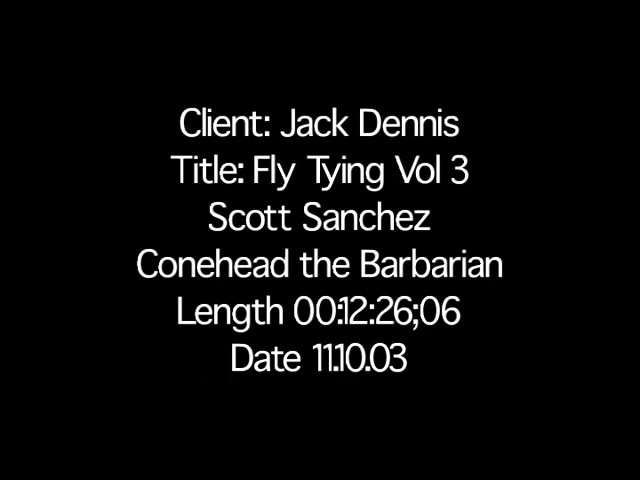 Client: Jack Dennis
Title: Fly Tying Vol 3
Scott Sanchez
Conehead the Barbarian
Length 00:12:26;06
Date 11.10.03